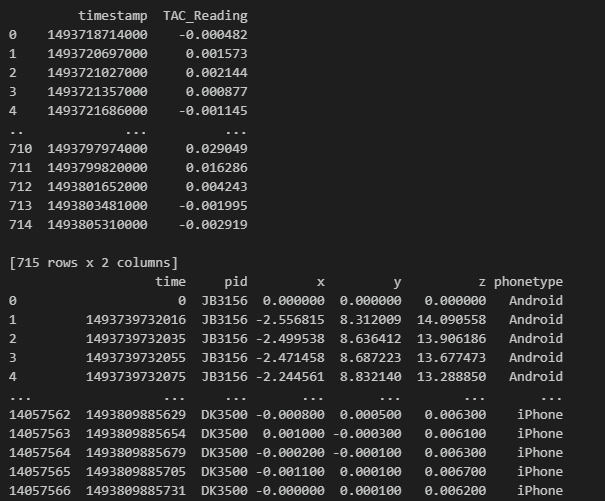 timestamp TAC_Reading
0 1493718714000 -0.000482
1 1493720697000 0.001573
2 1493721027000 0.002144
3 1493721357000 0.000877
4 1493721686000 -0.001145
.. ... ...
710 1493797974000 0.029049
711 1493799820000 0.016286
712 1493801652000 0.004243
713 1493803481000 -0.001995
714 1493805310000 -0.002919
[715 rows x 2 columns]
time pid x y z phonetype
0 0 JB3156 0.000000 0.000000 0.000000 Android
1 1493739732016 JB3156 -2.556815 8.312009 14.090558 Android
2 1493739732035 JB3156 -2.499538 8.636412 13.906186 Android
3 1493739732055 JB3156 -2.471458 8.687223 13.677473 Android
4 1493739732075 JB3156 -2.244561 8.832140 13.288850 Android
... ... ... ... ... ... ...
14057562 1493809885629 DK3500 -0.000800 0.000500 0.006300 iPhone
14057563 1493809885654 DK3500 0.001000 -0.000300 0.006100 iPhone
14057564 1493809885679 DK3500 -0.000200 -0.000100 0.006300 iPhone
14057565 1493809885705 DK3500 -0.001100 0.000100 0.006700 iPhone
14057566 1493809885731 DK3500 -0.000000 0.000100 0.006200 iPhone